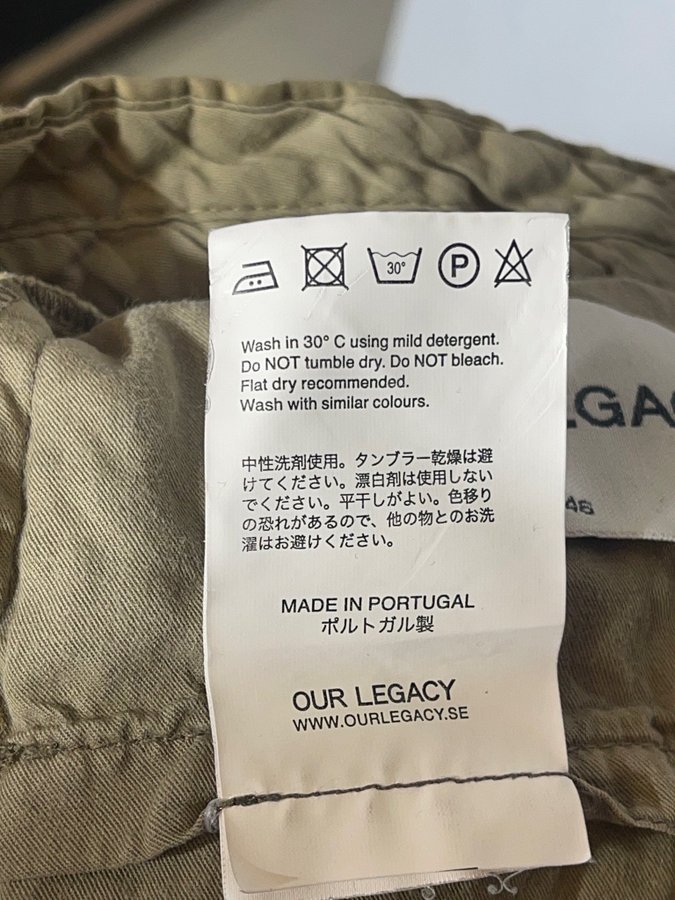 30°
P
Wash in 30° C using mild detergent.
Do NOT tumble dry. Do NOT bleach.
Flat dry recommended.
Wash with similar colours.
中性洗剤使用。タンブラー乾燥は避
けてください。漂白剤は使用しない
でください。平干しがよい。色移り
の恐れがあるので、他の物とのお洗
濯はお避けください。
MADE IN PORTUGAL
ポルトガル製
OUR LEGACY
WWW.OURLEGACY.SE
LGAC
46